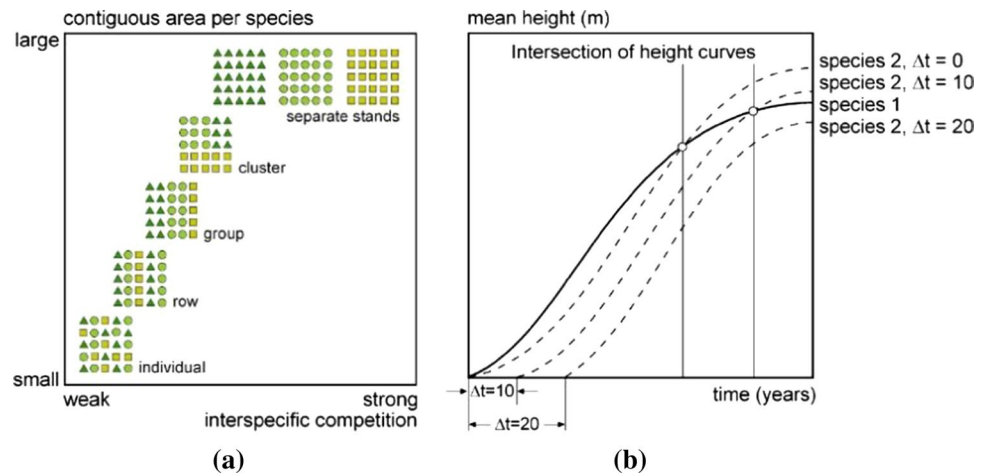 contiguous area per species
large
separate stands
cluster
group
row
individual
small
weak
strong
interspecific competition
(a)
mean height (m)
Intersection of height curves
species 2, Δt = 0
species 2, Δt = 10
species 1
species 2, Δt = 20
time (years)
Δt=10
Δt=20
(b)